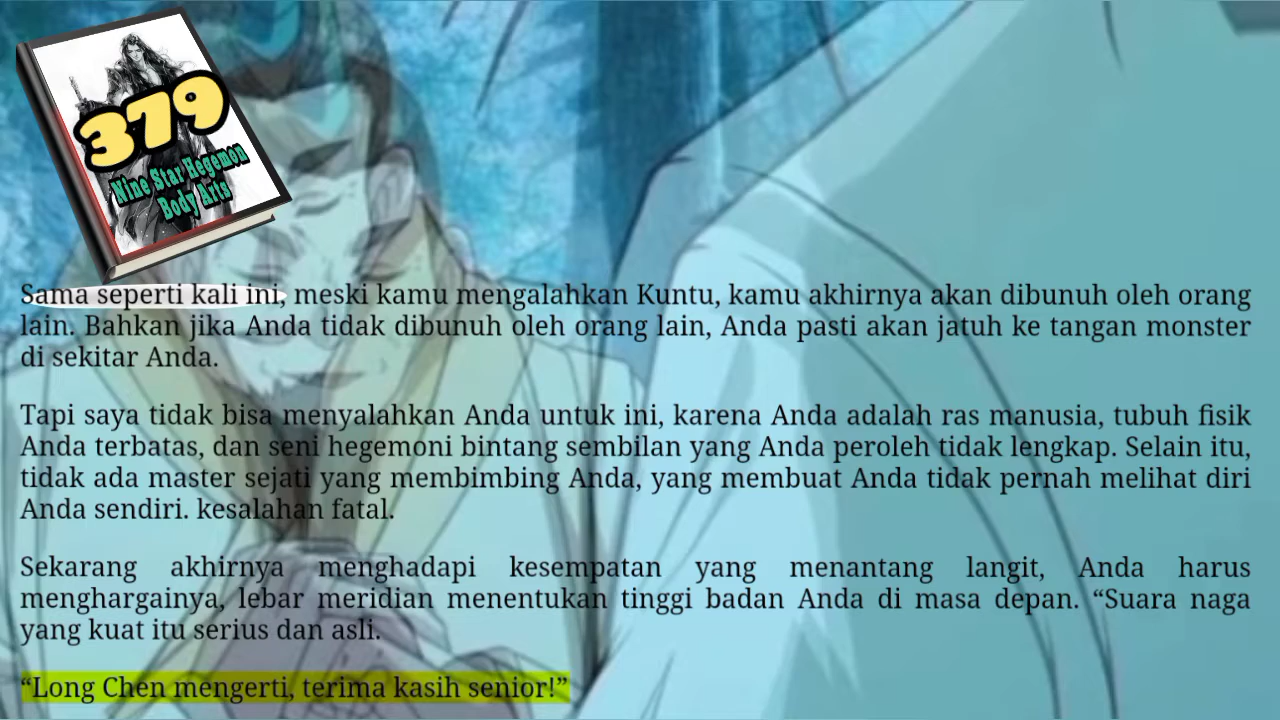 379
Nine Star Hegemon
Body Arts
Sama seperti kali ini, meski kamu mengalahkan Kuntu, kamu akhirnya akan dibunuh oleh orang
lain. Bahkan jika Anda tidak dibunuh oleh orang lain, Anda pasti akan jatuh ke tangan monster
di sekitar Anda.
Tapi saya tidak bisa menyalahkan Anda untuk ini, karena Anda adalah ras manusia, tubuh fisik
Anda terbatas, dan seni hegemoni bintang sembilan yang Anda peroleh tidak lengkap. Selain itu,
tidak ada master sejati yang membimbing Anda, yang membuat Anda tidak pernah melihat diri
Anda sendiri. kesalahan fatal.
Sekarang akhirnya menghadapi kesempatan yang menantang langit, Anda harus
menghargainya, lebar meridian menentukan tinggi badan Anda di masa depan. “Suara naga
yang kuat itu serius dan asli.
“Long Chen mengerti, terima kasih senior!”